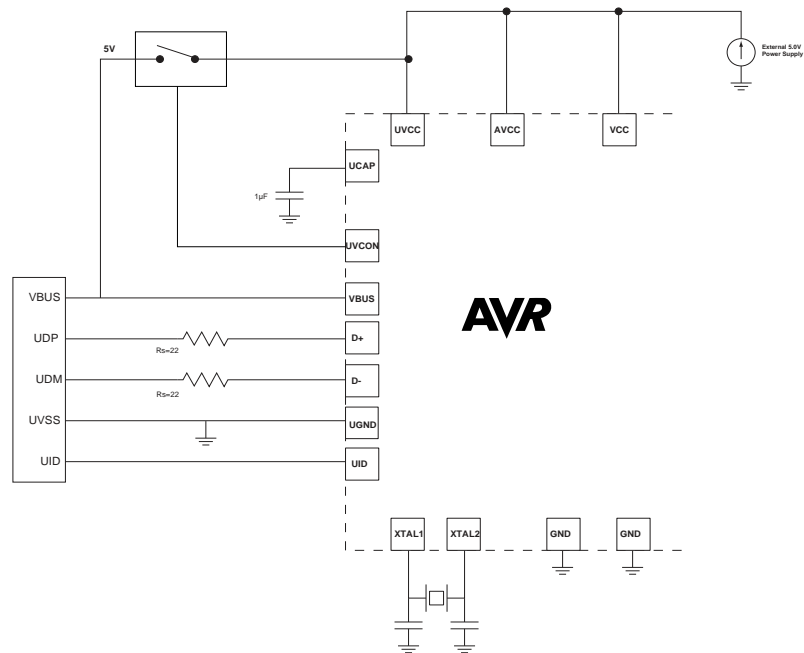 5V
External 5.0V
Power Supply
UVCC
AVCC
VCC
UCAP
1µF
UVCON
VBUS
VBUS
UDP
Rs=22
D+
UDM
Rs=22
D-
UVSS
UGND
UID
UID
AVR
XTAL1
XTAL2
GND
GND